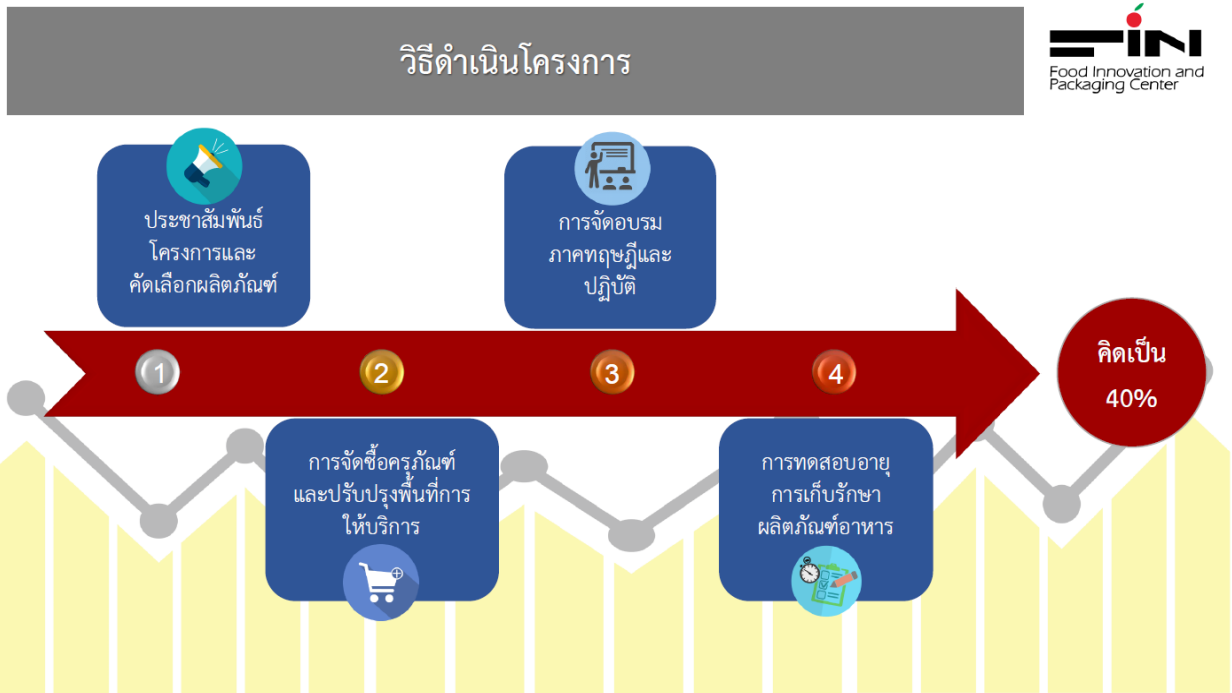 วิธีดำเนินโครงการ
FIN
Food Innovation and
Packaging Center
ประชาสัมพันธ์
โครงการและ
คัดเลือกผลิตภัณฑ์
การจัดอบรม
ภาคทฤษฎีและ
ปฏิบัติ
1
2
3
4
คิดเป็น
40%
การจัดซื้อครุภัณฑ์
และปรับปรุงพื้นที่การ
ให้บริการ
การทดสอบอายุ
การเก็บรักษา
ผลิตภัณฑ์อาหาร